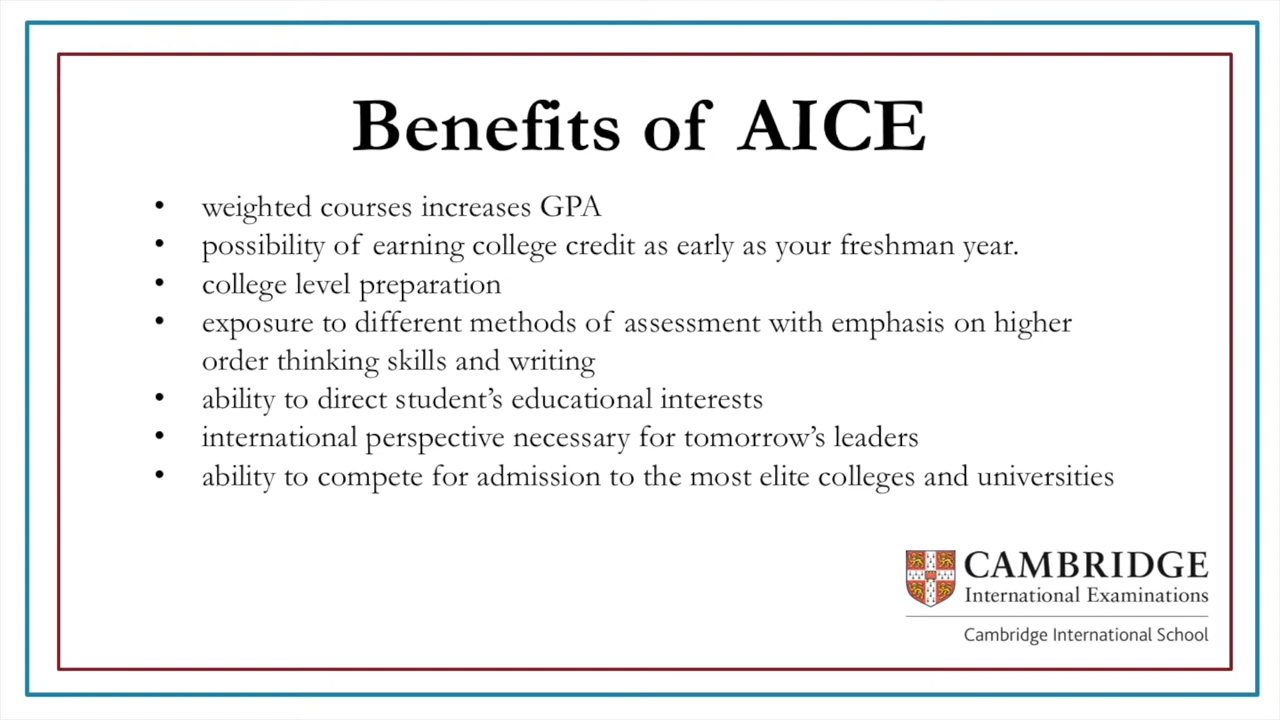 Benefits of AICE
• weighted courses increases GPA
• possibility of earning college credit as early as your freshman year.
• college level preparation
• exposure to different methods of assessment with emphasis on higher
order thinking skills and writing
• ability to direct student’s educational interests
• international perspective necessary for tomorrow’s leaders
• ability to compete for admission to the most elite colleges and universities
CAMBRIDGE
International Examinations
Cambridge International School